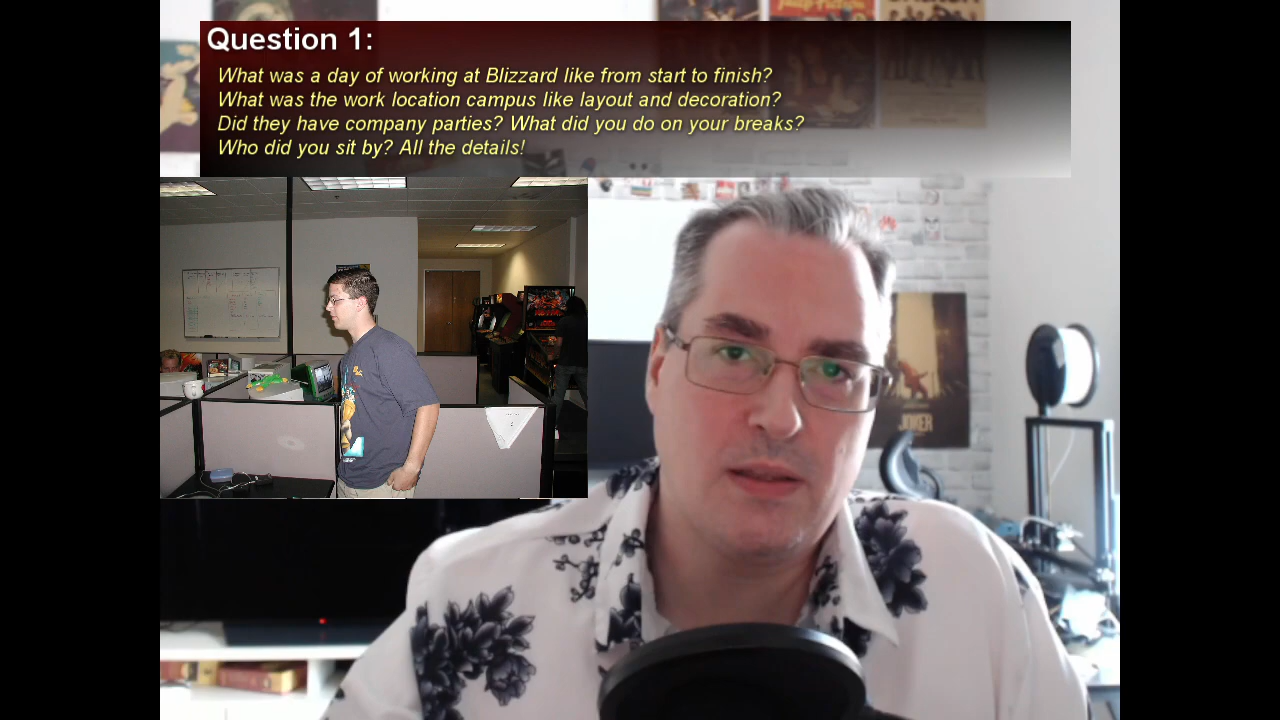 Question 1:
What was a day of working at Blizzard like from start to finish?
What was the work location campus like layout and decoration?
Did they have company parties? What did you do on your breaks?
Who did you sit by? All the details!
JOKER